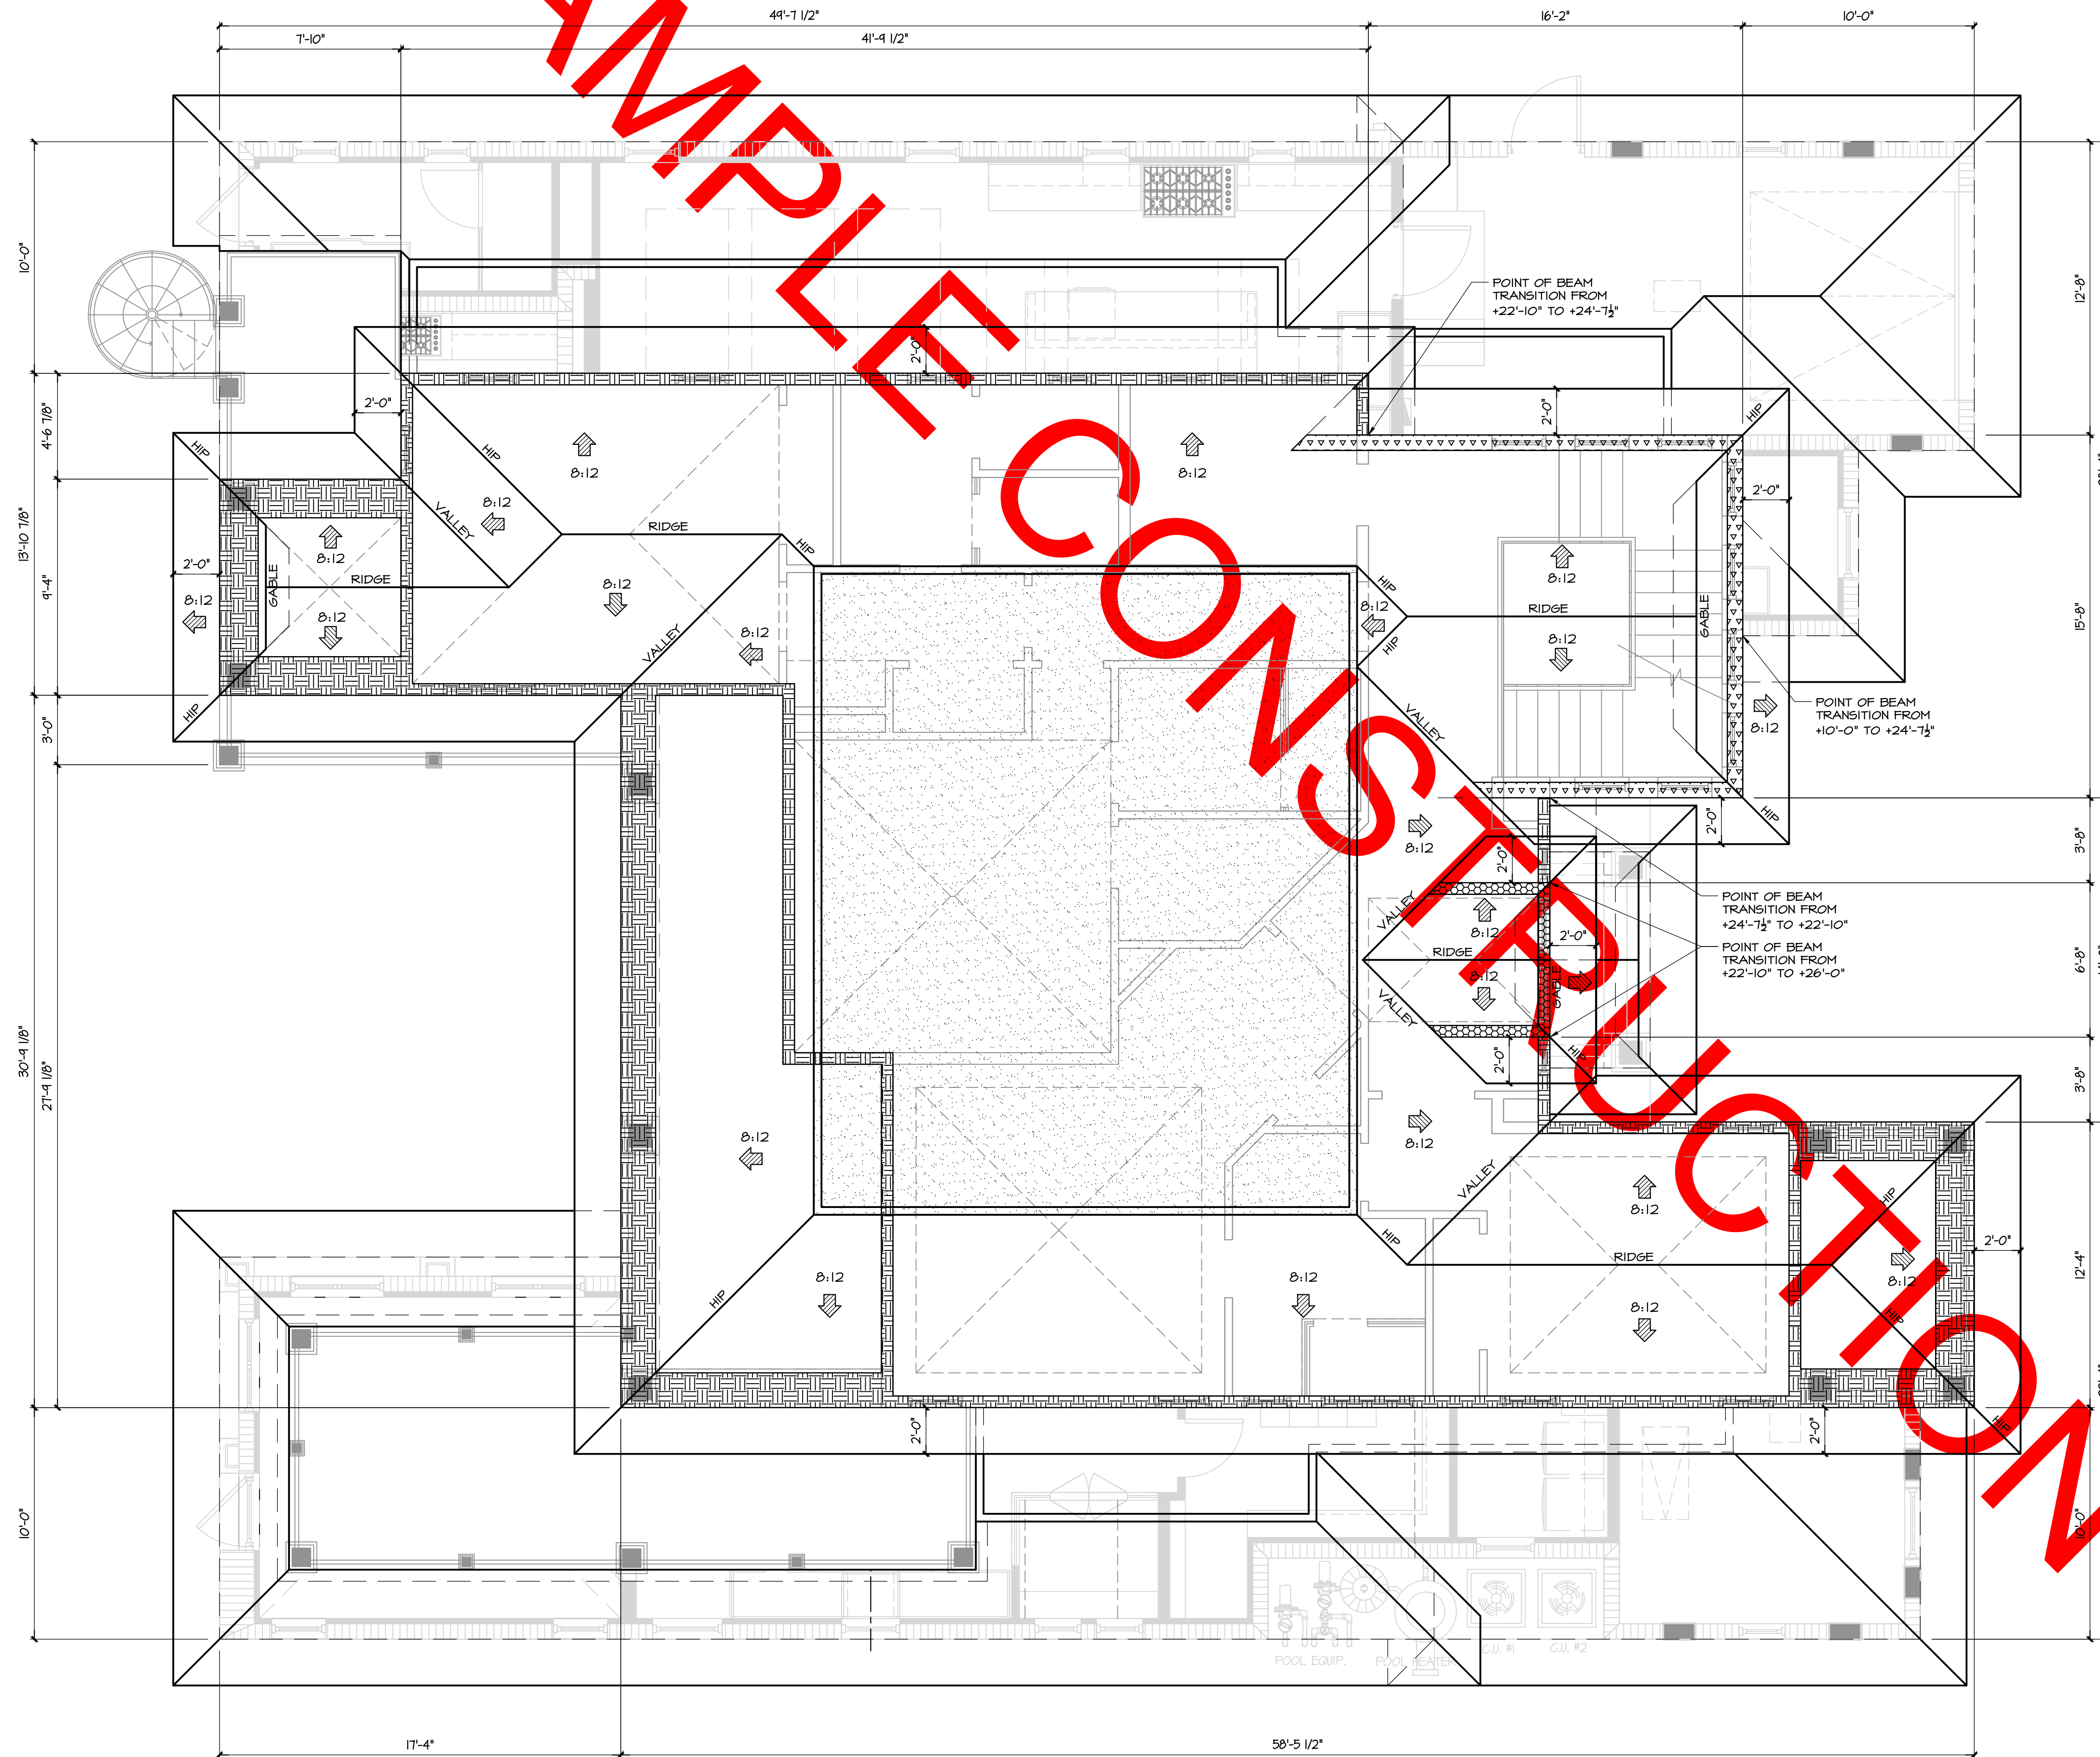 49'-7 1/2"
16'-2"
10'-0"
7'-10"
41'-9 1/2"
AMPLE CONSTRUCTION
10'-0"
12'-8"
POINT OF BEAM
TRANSITION FROM
+22'-10" TO +24'-7½"
2'-0"
2'-0"
2'-0"
HIP
4'-6 7/8"
HIP
HIP
8:12
8:12
2'-0"
8:12
VALLEY
RIDGE
HIP
13'-10 7/8"
9'-4"
2'-0"
8:12
GABLE
RIDGE
8:12
8:12
8:12
HIP
8:12
8:12
RIDGE
GABLE
15'-8"
8:12
VALLEY
8:12
HIP
8:12
HIP
3'-0"
VALLEY
8:12
POINT OF BEAM
TRANSITION FROM
+10'-0" TO +24'-7½"
HIP
2'-0"
8:12
2'-0"
3'-8"
VALLEY
8:12
POINT OF BEAM
TRANSITION FROM
+24'-7½" TO +22'-10"
2'-0"
RIDGE
POINT OF BEAM
TRANSITION FROM
+22'-10" TO +26'-0"
6'-8"
8:12
GABLE
VALLEY
30'-9 1/8"
27'-9 1/8"
2'-0"
HIP
3'-8"
8:12
8:12
VALLEY
8:12
HIP
HIP
2'-0"
RIDGE
12'-4"
8:12
8:12
8:12
8:12
HIP
HIP
HIP
2'-0"
2'-0"
10'-0"
10'-0"
POOL EQUIP.
POOL HEATER
C.U. #1
C.U. #2
17'-4"
58'-5 1/2"